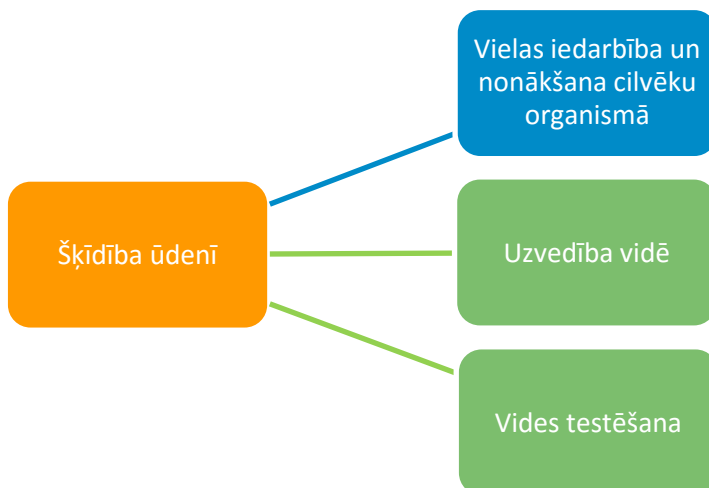 Vielas iedarbība un
nonākšana cilvēku
organismā
Šķīdība ūdenī
Uzvedība vidē
Vides testēšana